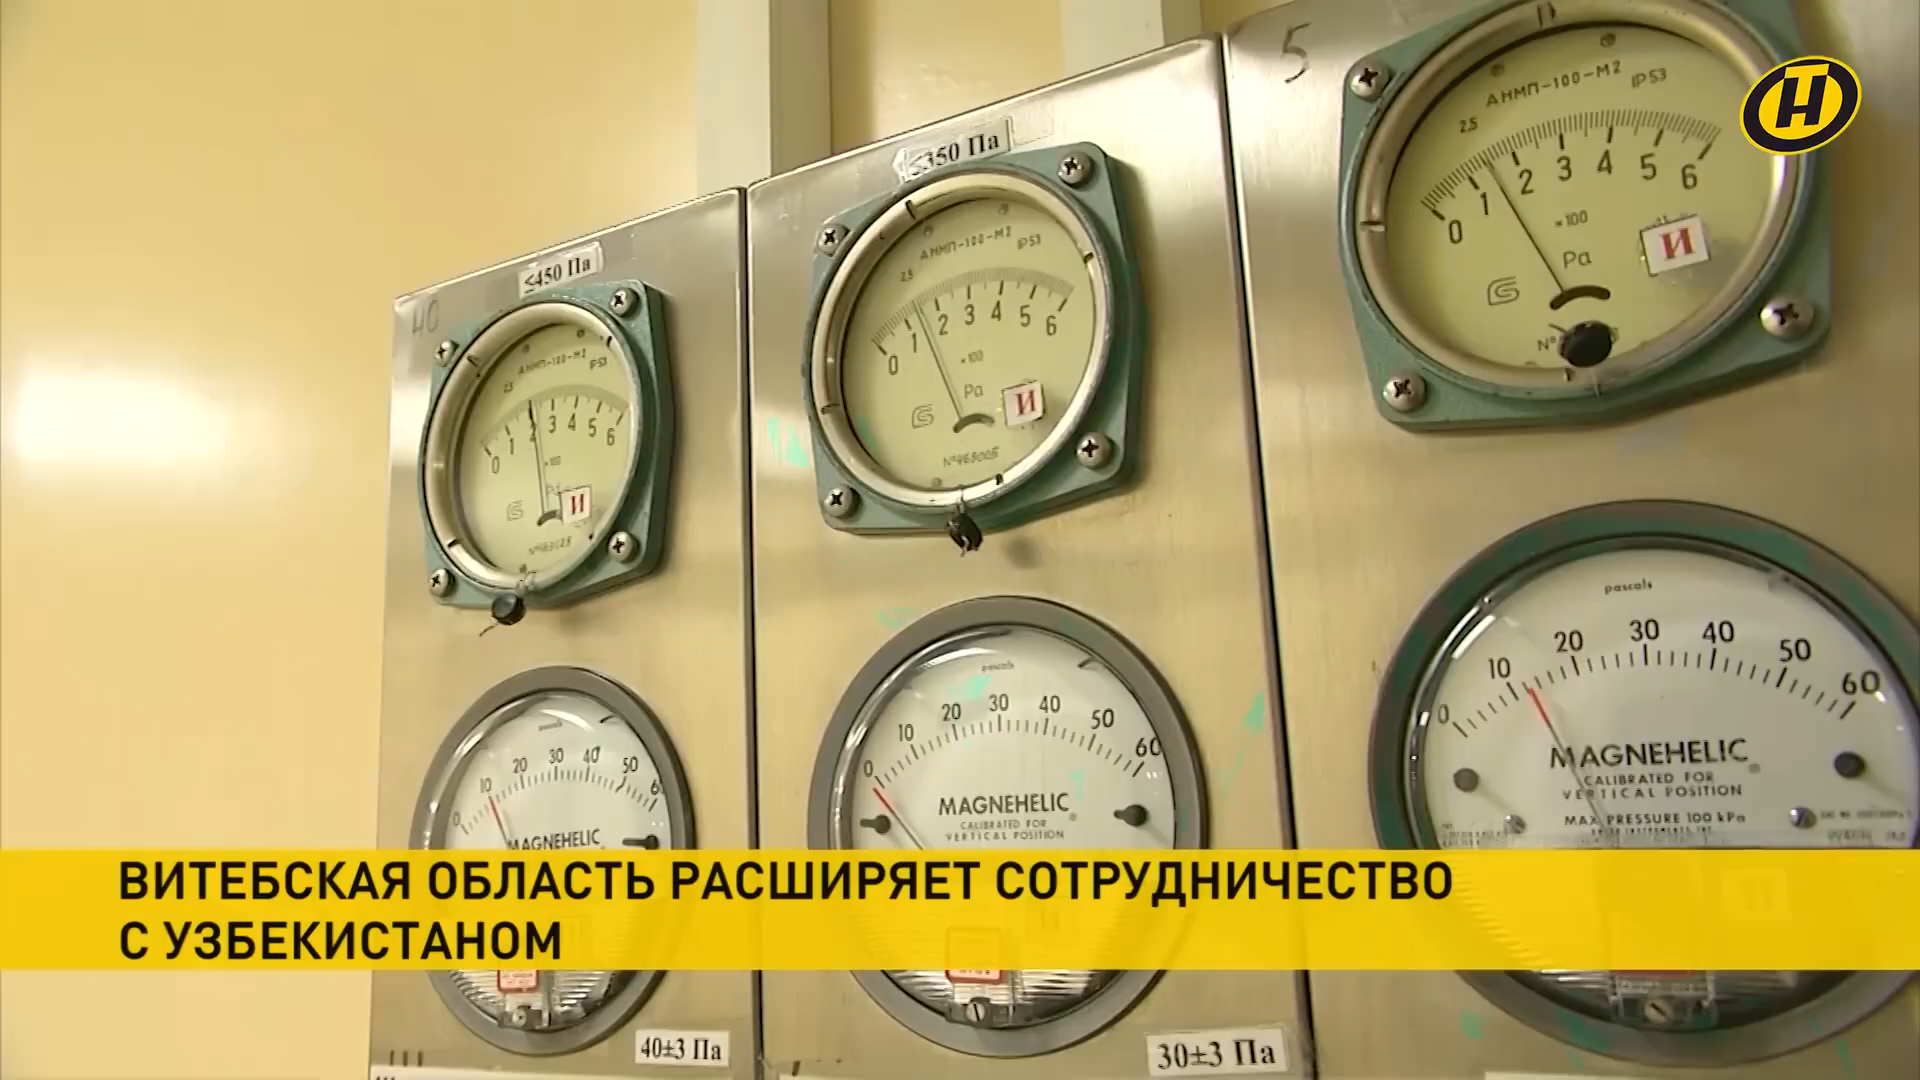 5
ОНТ
АНМП-100-М2
IP53
2,5
0 1 2 3 4 5 6
×100
Pa
И
≤350 Па
АНМП-100-М2
IP53
2,5
0 1 2 3 4 5 6
×100
Pa
И
≤450 Па
40
АНМП-100-М2
IP53
2,5
0 1 2 3 4 5 6
×100
И
pascals
0 10 20 30 40 50
MAGNEHELIC
pascals
0 10 20 30 40 50 60
MAGNEHELIC
CALIBRATED FOR
VERTICAL POSITION
pascals
0 10 20 30 40 50 60
MAGNEHELIC
CALIBRATED FOR
VERTICAL POSITION
MAX PRESSURE 100 kPa
ВИТЕБСКАЯ ОБЛАСТЬ РАСШИРЯЕТ СОТРУДНИЧЕСТВО
С УЗБЕКИСТАНОМ
40±3 Па
30±3 Па